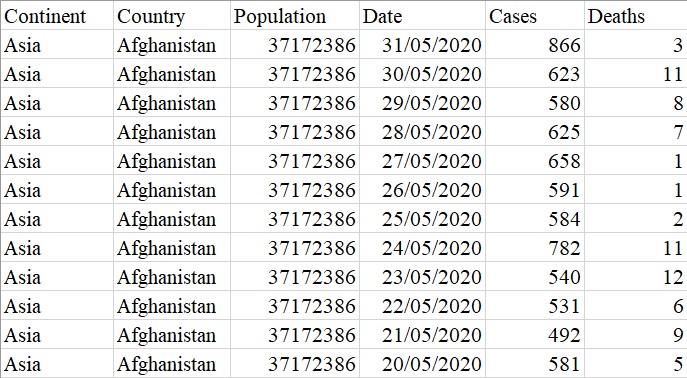 Continent Country Population Date Cases Deaths
Asia Afghanistan 37172386 31/05/2020 866 3
Asia Afghanistan 37172386 30/05/2020 623 11
Asia Afghanistan 37172386 29/05/2020 580 8
Asia Afghanistan 37172386 28/05/2020 625 7
Asia Afghanistan 37172386 27/05/2020 658 1
Asia Afghanistan 37172386 26/05/2020 591 1
Asia Afghanistan 37172386 25/05/2020 584 2
Asia Afghanistan 37172386 24/05/2020 782 11
Asia Afghanistan 37172386 23/05/2020 540 12
Asia Afghanistan 37172386 22/05/2020 531 6
Asia Afghanistan 37172386 21/05/2020 492 9
Asia Afghanistan 37172386 20/05/2020 581 5